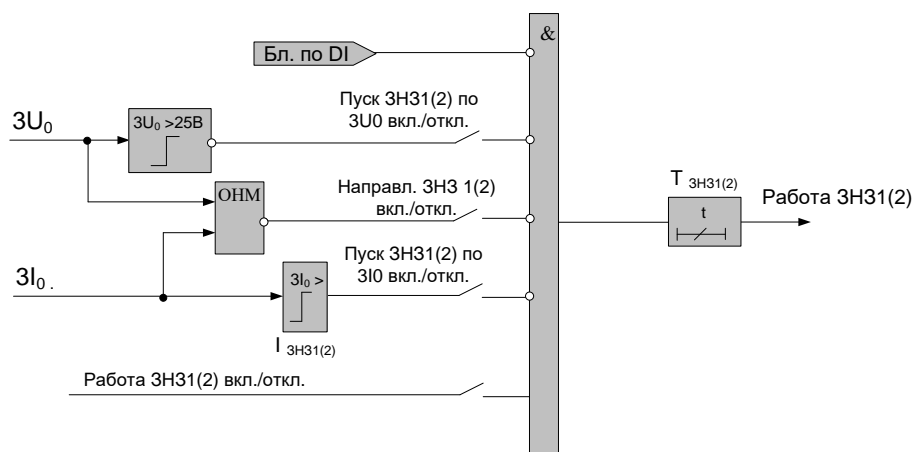 &
Бл. по DI
Пуск ЗНЗ1(2) по
3U0 вкл./откл.
3U0
3U0 >25В
Направл. ЗНЗ 1(2)
вкл./откл.
ОНМ
T ЗНЗ1(2)
t
Работа ЗНЗ1(2)
Пуск ЗНЗ1(2) по
3I0 вкл./откл.
3I0 .
3I0 >
I ЗНЗ1(2)
Работа ЗНЗ1(2) вкл./откл.